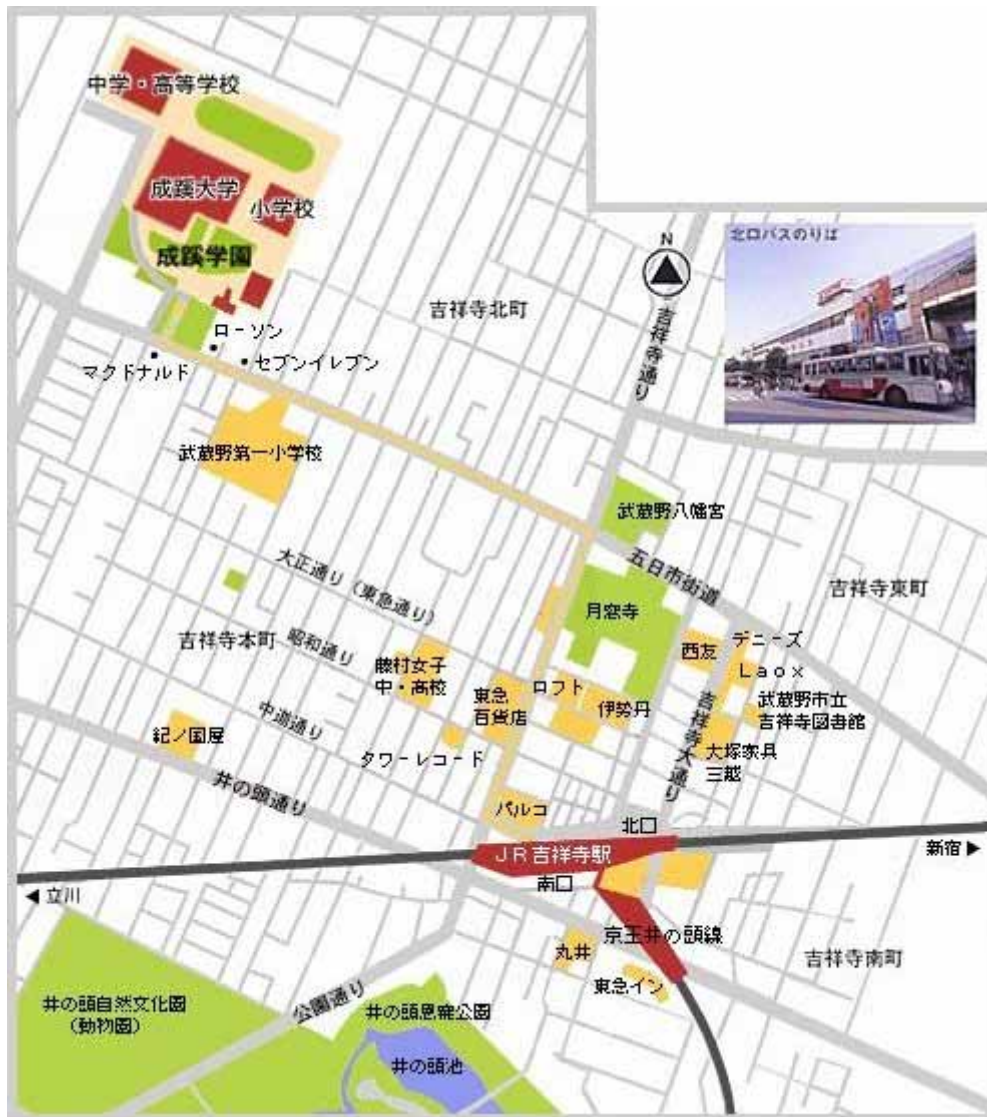 中学・高等学校
成蹊大学
小学校
成蹊学園
北口バスのりば
N
吉祥寺通り
吉祥寺北町
ローソン
セブンイレブン
マクドナルド
武蔵野第一小学校
武蔵野八幡宮
五日市街道
大正通り（東急通り）
吉祥寺東町
月窓寺
吉祥寺本町
昭和通り
西友
デニーズ
Laox
藤村女子
中・高校
東急
百貨店
ロフト
伊勢丹
吉祥寺大通り
武蔵野市立
吉祥寺図書館
中道通り
紀ノ国屋
タワーレコード
大塚家具
三越
井の頭通り
パルコ
北口
JR吉祥寺駅
新宿▶
南口
◀立川
京王井の頭線
丸井
吉祥寺南町
東急イン
公園通り
井の頭自然文化園
（動物園）
井の頭恩賜公園
井の頭池